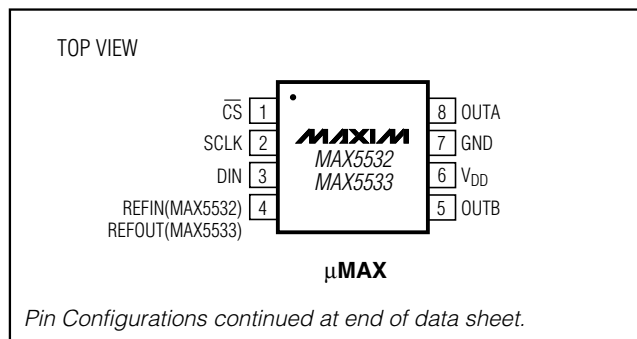 TOP VIEW
C̅S̅ 1
SCLK 2
DIN 3
REFIN(MAX5532) 4
REFOUT(MAX5533)
MAXIM
MAX5532
MAX5533
8 OUTA
7 GND
6 VDD
5 OUTB
µMAX
Pin Configurations continued at end of data sheet.